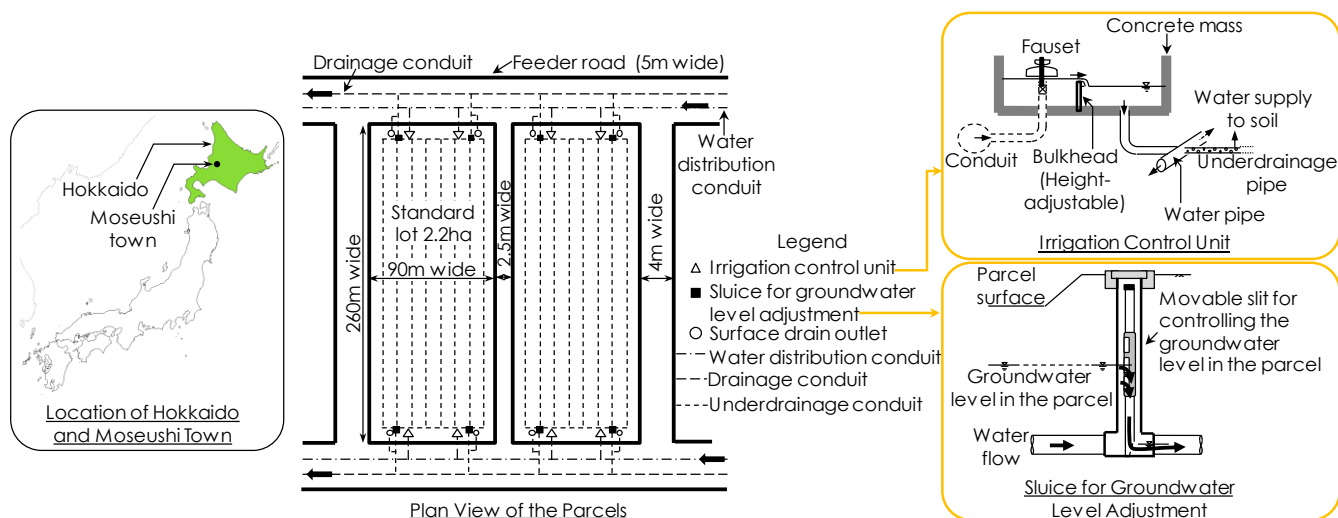 Hokkaido
Moseushi
town
Location of Hokkaido
and Moseushi Town
Drainage conduit
Feeder road (5m wide)
Water
distribution
conduit
Standard
lot 2.2ha
90m wide
260m wide
2.5m wide
4m wide
Plan View of the Parcels
Legend
Irrigation control unit
Sluice for groundwater
level adjustment
Surface drain outlet
Water distribution conduit
Drainage conduit
Underdrainage conduit
Concrete mass
Fauset
Water supply
to soil
Conduit
Bulkhead
(Height-
adjustable)
Underdrainage
pipe
Water pipe
Irrigation Control Unit
Parcel
surface
Movable slit for
controlling the
groundwater
level in the parcel
Groundwater
level in the parcel
Water
flow
Sluice for Groundwater
Level Adjustment